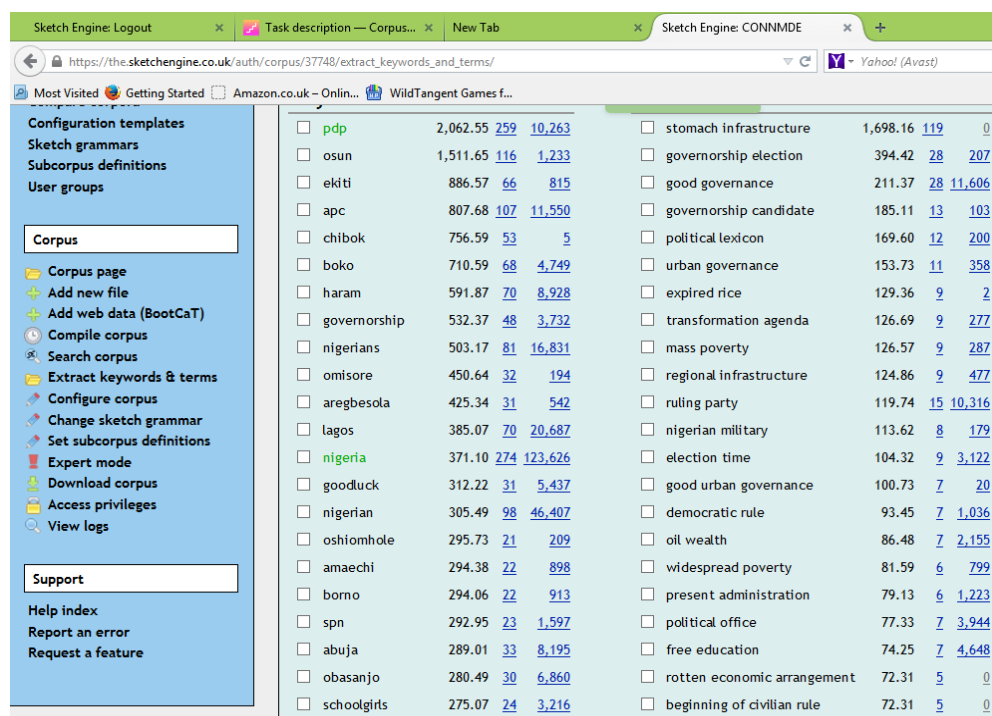 Sketch Engine: Logout × Task description — Corpus... × New Tab × Sketch Engine: CONNMDE × +
https://the.sketchengine.co.uk/auth/corpus/37748/extract_keywords_and_terms/ Yahoo! (Avast)
Most Visited Getting Started Amazon.co.uk – Onlin... WildTangent Games f...
Configuration templates
Sketch grammars
Subcorpus definitions
User groups
Corpus
Corpus page
Add new file
Add web data (BootCaT)
Compile corpus
Search corpus
Extract keywords & terms
Configure corpus
Change sketch grammar
Set subcorpus definitions
Expert mode
Download corpus
Access privileges
View logs
Support
Help index
Report an error
Request a feature
pdp 2,062.55 259 10,263
osun 1,511.65 116 1,233
ekiti 886.57 66 815
apc 807.68 107 11,550
chibok 756.59 53 5
boko 710.59 68 4,749
haram 591.87 70 8,928
governorship 532.37 48 3,732
nigerians 503.17 81 16,831
omisore 450.64 32 194
aregbesola 425.34 31 542
lagos 385.07 70 20,687
nigeria 371.10 274 123,626
goodluck 312.22 31 5,437
nigerian 305.49 98 46,407
oshiomhole 295.73 21 209
amaechi 294.38 22 898
borno 294.06 22 913
spn 292.95 23 1,597
abuja 289.01 33 8,195
obasanjo 280.49 30 6,860
schoolgirls 275.07 24 3,216
stomach infrastructure 1,698.16 119 0
governorship election 394.42 28 207
good governance 211.37 28 11,606
governorship candidate 185.11 13 103
political lexicon 169.60 12 200
urban governance 153.73 11 358
expired rice 129.36 9 2
transformation agenda 126.69 9 277
mass poverty 126.57 9 287
regional infrastructure 124.86 9 477
ruling party 119.74 15 10,316
nigerian military 113.62 8 179
election time 104.32 9 3,122
good urban governance 100.73 7 20
democratic rule 93.45 7 1,036
oil wealth 86.48 7 2,155
widespread poverty 81.59 6 799
present administration 79.13 6 1,223
political office 77.33 7 3,944
free education 74.25 7 4,648
rotten economic arrangement 72.31 5 0
beginning of civilian rule 72.31 5 0